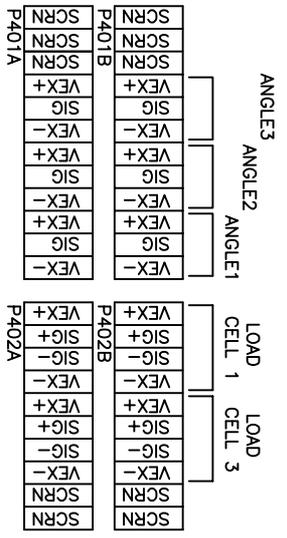 P401A
SCRN
SCRN
SCRN
VEX+
SIG
VEX-
VEX+
SIG
VEX-
VEX+
SIG
VEX-
P401B
SCRN
SCRN
SCRN
VEX+
SIG
VEX-
VEX+
SIG
VEX-
VEX+
SIG
VEX-
ANGLE3
ANGLE2
ANGLE1
P402A
VEX+
SIG+
SIG-
VEX-
VEX+
SIG+
SIG-
VEX-
SCRN
SCRN
P402B
VEX+
SIG+
SIG-
VEX-
VEX+
SIG+
SIG-
VEX-
SCRN
SCRN
LOAD
CELL 1
LOAD
CELL 3